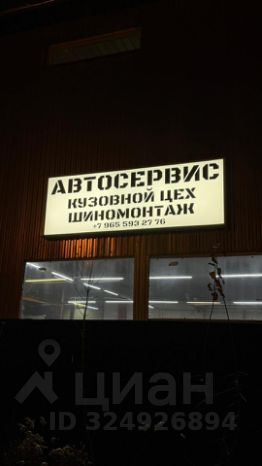 АВТОСЕРВИС
КУЗОВНОЙ ЦЕХ
ШИНОМОНТАЖ
+7 965 593 27 76
циан
ID 324926894